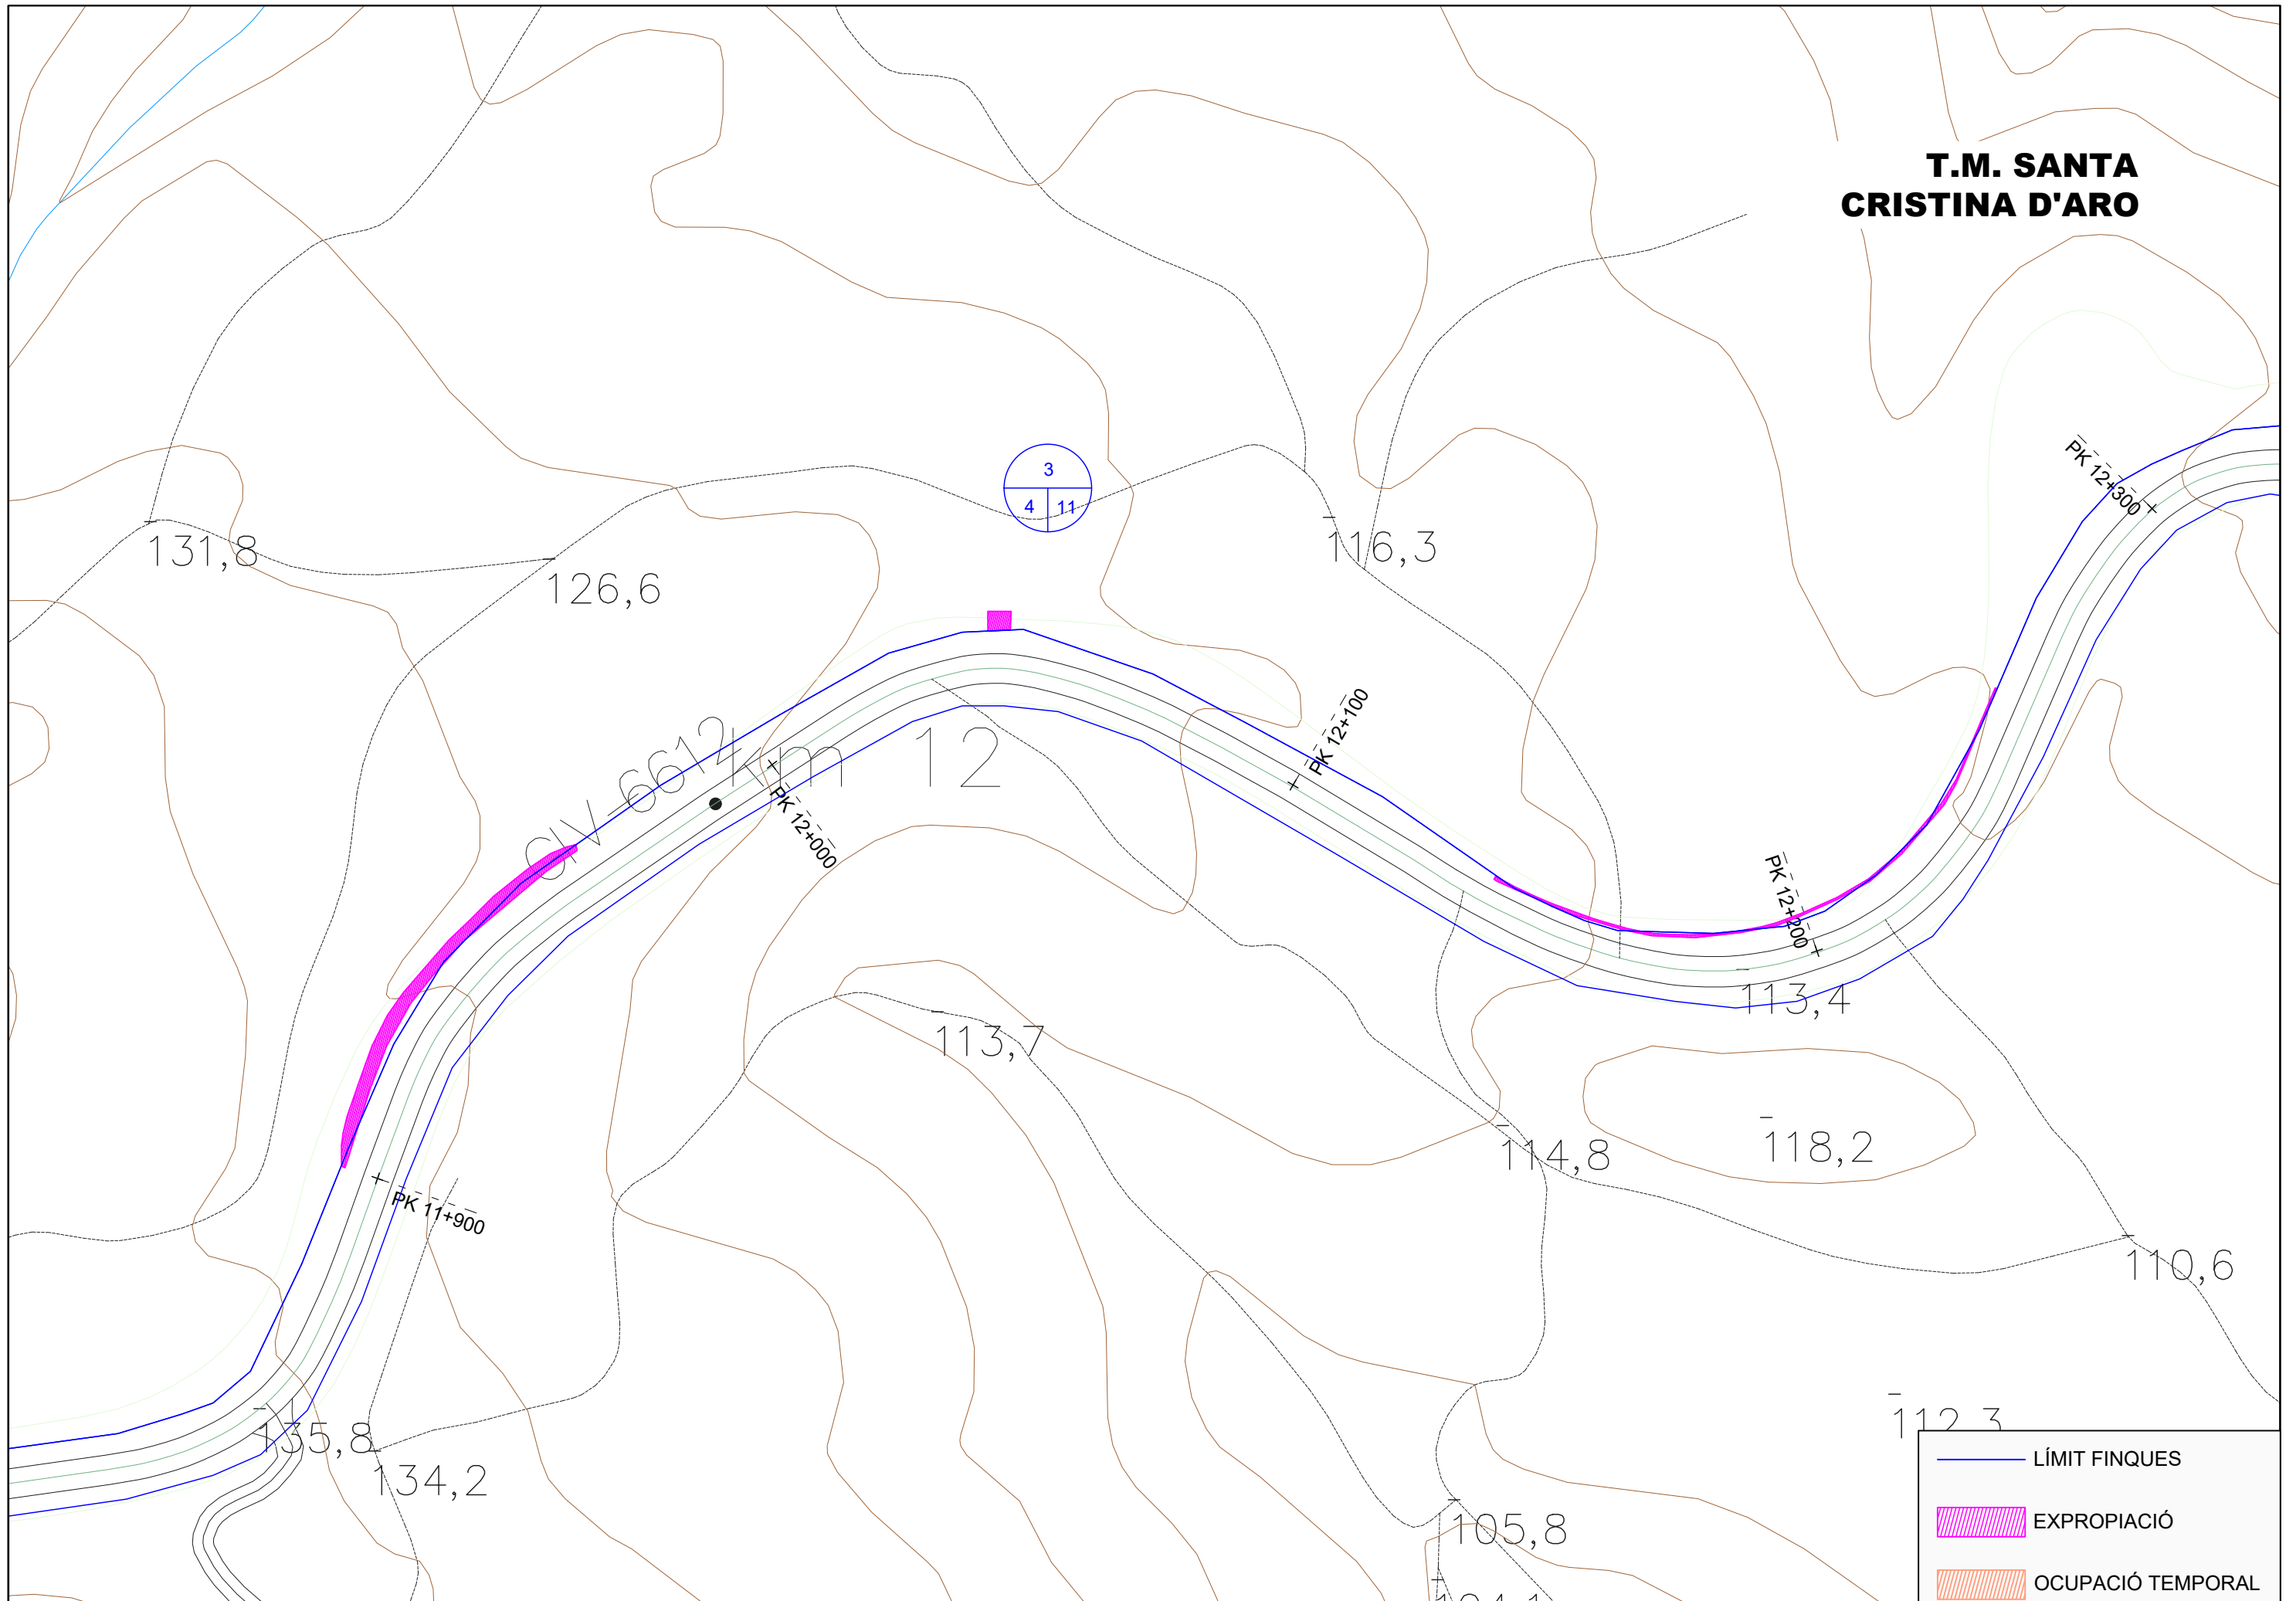 T.M. SANTA
CRISTINA D'ARO
PK 12+300
3
4 11
131,8
116,3
126,6
PK 12+100
GIV-6612
Km 12
PK 12+000
PK 12+200
113,4
113,7
114,8
118,2
PK 11+900
110,6
112,3
135,8
134,2
LÍMIT FINQUES
105,8
EXPROPIACIÓ
OCUPACIÓ TEMPORAL